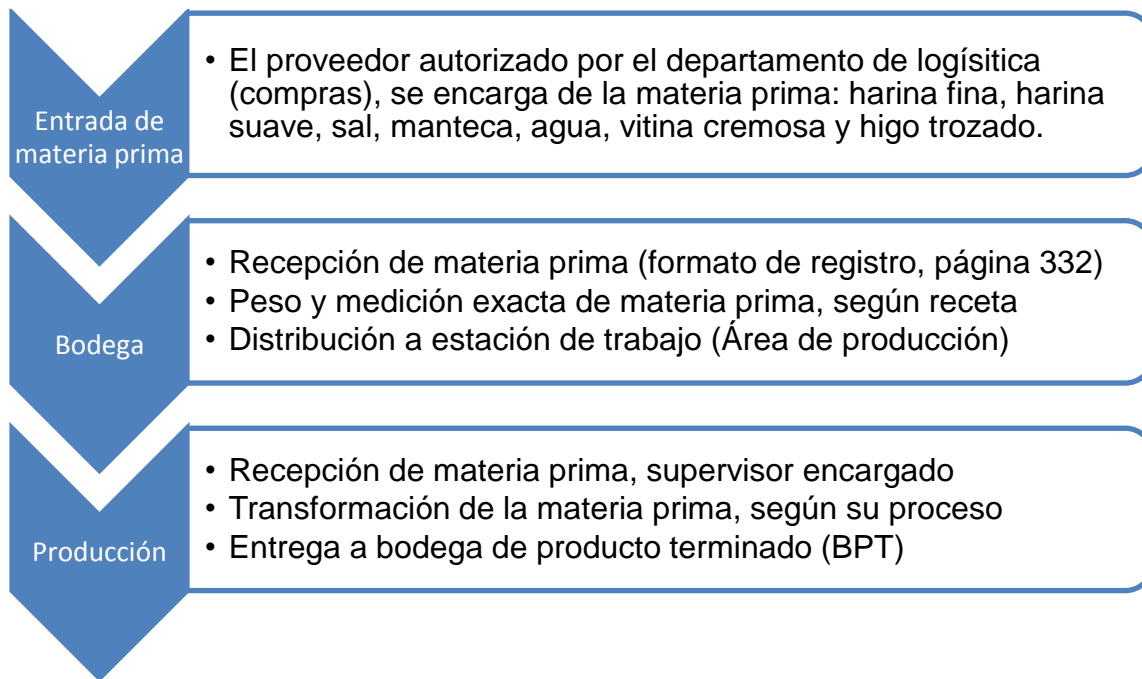 Entrada de
materia prima
• El proveedor autorizado por el departamento de logísitica
(compras), se encarga de la materia prima: harina fina, harina
suave, sal, manteca, agua, vitina cremosa y higo trozado.
Bodega
• Recepción de materia prima (formato de registro, página 332)
• Peso y medición exacta de materia prima, según receta
• Distribución a estación de trabajo (Área de producción)
Producción
• Recepción de materia prima, supervisor encargado
• Transformación de la materia prima, según su proceso
• Entrega a bodega de producto terminado (BPT)